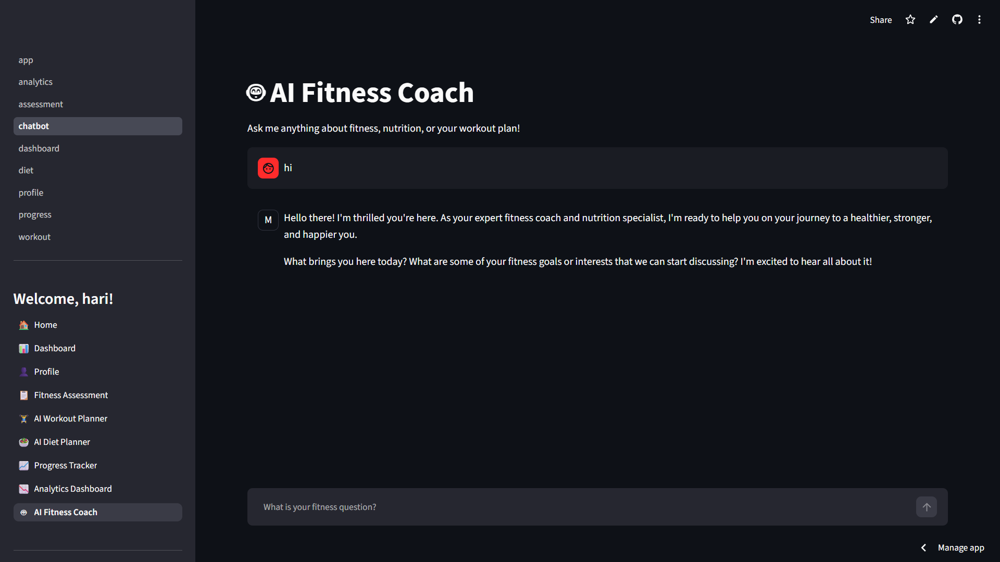 Share
app
analytics
assessment
chatbot
dashboard
diet
profile
progress
workout
Welcome, hari!
Home
Dashboard
Profile
Fitness Assessment
AI Workout Planner
AI Diet Planner
Progress Tracker
Analytics Dashboard
AI Fitness Coach
AI Fitness Coach
Ask me anything about fitness, nutrition, or your workout plan!
hi
M
Hello there! I'm thrilled you're here. As your expert fitness coach and nutrition specialist, I'm ready to help you on your journey to a healthier, stronger,
and happier you.
What brings you here today? What are some of your fitness goals or interests that we can start discussing? I'm excited to hear all about it!
What is your fitness question?
Manage app